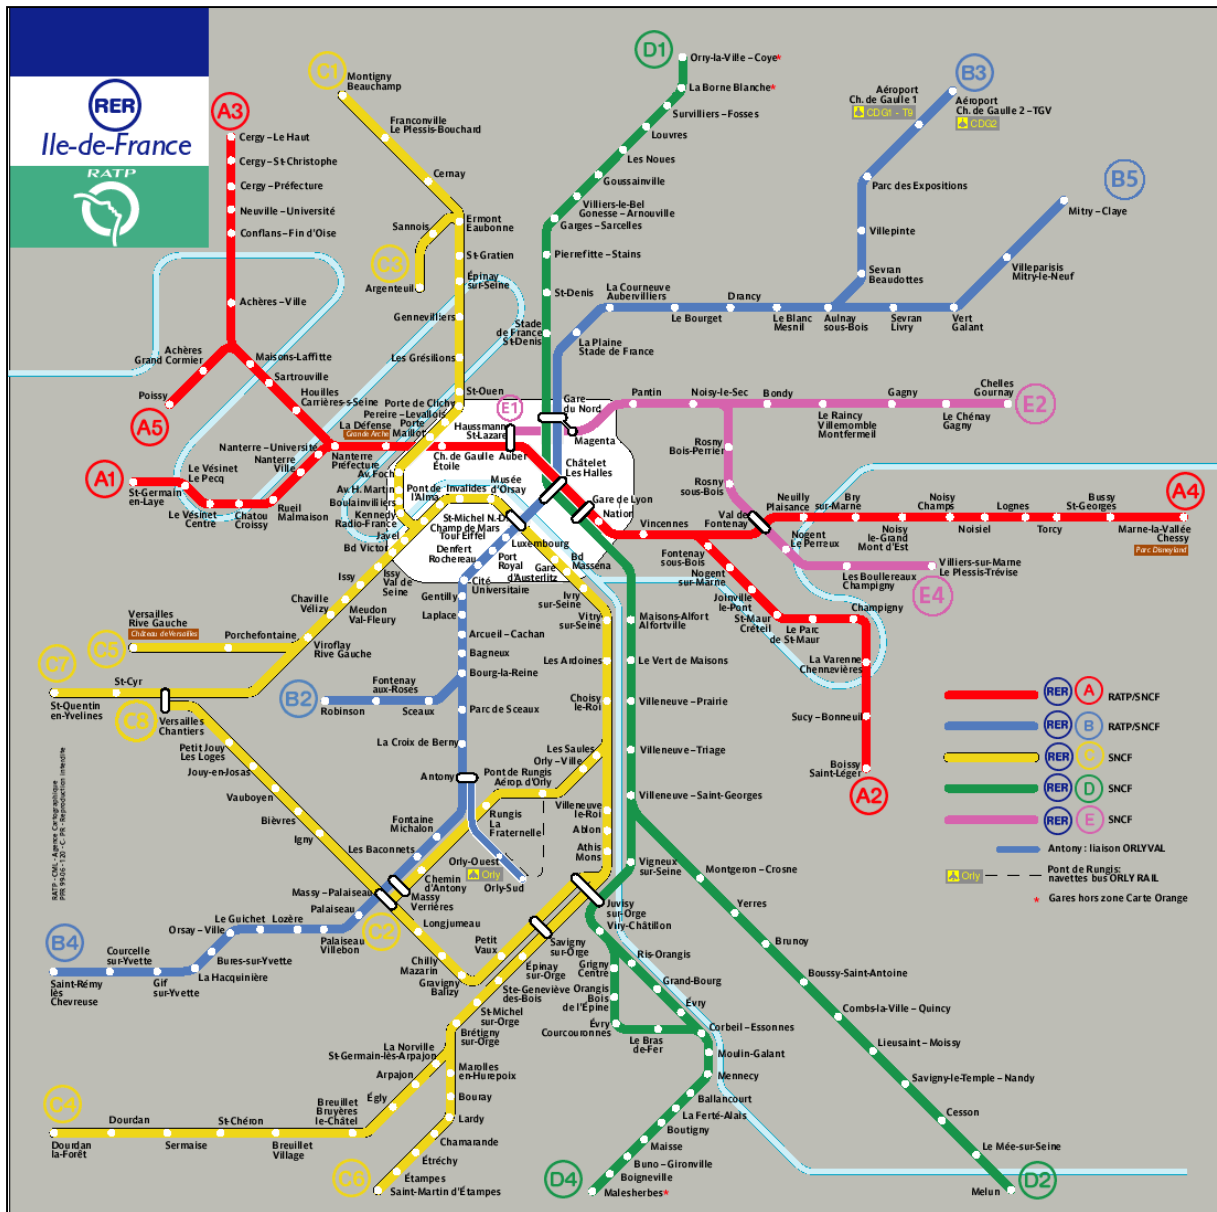 RER
Ile-de-France
RATP
A3
Cergy – Le Haut
Cergy – St-Christophe
Cergy – Préfecture
Neuville – Université
Conflans – Fin d'Oise
Achères – Ville
Achères
Grand Cormier
Poissy
A5
Maisons-Laffitte
Sartrouville
Houilles
Carrières-s-Seine
Nanterre – Université
Nanterre
Ville
Rueil
Malmaison
Chatou
Croissy
Le Vésinet
Centre
Le Vésinet
Le Pecq
A1
St-Germain
en-Laye
La Défense
Grande Arche
Nanterre
Préfecture
Ch. de Gaulle
Étoile
Auber
Châtelet
Les Halles
Gare de Lyon
Nation
Vincennes
Val de
Fontenay
Neuilly
Plaisance
Bry
sur-Marne
Noisy
le-Grand
Mont d'Est
Noisy
Champs
Noisiel
Lognes
Torcy
Bussy
St-Georges
A4
Marne-la-Vallée
Chessy
Parc Disneyland
Fontenay
sous-Bois
Nogent
sur-Marne
Joinville
le-Pont
St-Maur
Créteil
Le Parc
de St-Maur
Champigny
La Varenne
Chennevières
Sucy – Bonneuil
Boissy
Saint-Léger
A2
C1
Montigny
Beauchamp
Franconville
Le Plessis-Bouchard
Cernay
Ermont
Eaubonne
Sannois
C3
Argenteuil
St-Gratien
Épinay
sur-Seine
Gennevilliers
Les Grésillons
St-Ouen
Porte de Clichy
Pereire – Levallois
Porte
Maillot
Av. Foch
Av. H. Martin
Boulainvilliers
Kennedy
Radio-France
Javel
Bd Victor
Issy
Issy
Val de
Seine
Meudon
Val-Fleury
Chaville
Vélizy
Viroflay
Rive Gauche
Porchefontaine
Versailles
Rive Gauche
Château de Versailles
C5
C7
St-Quentin
en-Yvelines
St-Cyr
C8
Versailles
Chantiers
Petit Jouy
Les Loges
Jouy-en-Josas
Vauboyen
Bièvres
Igny
Massy – Palaiseau
Pont de
l'Alma
Invalides
Musée
d'Orsay
St-Michel N-D
Champ de Mars
Tour Eiffel
Gare
d'Austerlitz
Bd
Massena
Ivry
sur-Seine
Vitry
sur-Seine
Les Ardoines
Choisy
le-Roi
Les Saules
Orly – Ville
Pont de Rungis
Aérop. d'Orly
Rungis
La
Fraternelle
Chemin
d'Antony
Massy
Verrières
C2
Villeneuve
le-Roi
Ablon
Athis
Mons
Juvisy
sur-Orge
Savigny
sur-Orge
Petit
Vaux
Longjumeau
Chilly
Mazarin
Gravigny
Balizy
Épinay
sur-Orge
Ste-Geneviève
des-Bois
St-Michel
sur-Orge
Brétigny
sur-Orge
La Norville
St-Germain-lès-Arpajon
Arpajon
Égly
Breuillet
Bruyères
le-Châtel
Breuillet
Village
St-Chéron
Sermaise
Dourdan
C4
Dourdan
la-Forêt
Marolles
en-Hurepoix
Bouray
Lardy
Chamarande
Étréchy
Étampes
Saint-Martin d'Étampes
C6
B3
Aéroport
Ch. de Gaulle 1
CDG1 - T9
Aéroport
Ch. de Gaulle 2 – TGV
CDG2
Parc des Expositions
Villepinte
Sevran
Beaudottes
B5
Mitry – Claye
Villeparisis
Mitry-le-Neuf
Vert
Galant
Sevran
Livry
Aulnay
sous-Bois
Le Blanc
Mesnil
Drancy
Le Bourget
La Courneuve
Aubervilliers
La Plaine
Stade de France
Gare
du Nord
Luxembourg
Port
Royal
Denfert
Rochereau
Cité
Universitaire
Gentilly
Laplace
Arcueil – Cachan
Bagneux
Bourg-la-Reine
Fontenay
aux-Roses
Sceaux
Robinson
B2
Parc de Sceaux
La Croix de Berny
Antony
Fontaine
Michalon
Les Baconnets
Orly-Ouest
Orly
Orly-Sud
Palaiseau
Palaiseau
Villebon
Lozère
Le Guichet
Orsay – Ville
Bures-sur-Yvette
La Hacquinière
Gif
sur-Yvette
Courcelle
sur-Yvette
B4
Saint-Rémy
lès
Chevreuse
D1
Orry-la-Ville – Coye*
La Borne Blanche*
Survilliers – Fosses
Louvres
Les Noues
Goussainville
Villiers-le-Bel
Gonesse – Arnouville
Garges – Sarcelles
Pierrefitte – Stains
St-Denis
Stade
de France
St-Denis
Maisons-Alfort
Alfortville
Le Vert de Maisons
Villeneuve – Prairie
Villeneuve – Triage
Villeneuve – Saint-Georges
Vigneux
sur-Seine
Viry-Châtillon
Grigny
Centre
Orangis
Bois
de l'Épine
Évry
Courcouronnes
Le Bras
de-Fer
Ris-Orangis
Grand-Bourg
Évry
Corbeil – Essonnes
Moulin-Galant
Mennecy
Ballancourt
La Ferté-Alais
Boutigny
Maisse
Buno – Gironville
Boigneville
Malesherbes*
D4
Montgeron – Crosne
Yerres
Brunoy
Boussy-Saint-Antoine
Combs-la-Ville – Quincy
Lieusaint – Moissy
Savigny-le-Temple – Nandy
Cesson
Le Mée-sur-Seine
Melun
D2
E1
Haussmann
St-Lazare
Magenta
Pantin
Noisy-le-Sec
Bondy
Le Raincy
Villemomble
Montfermeil
Gagny
Le Chénay
Gagny
Chelles
Gournay
E2
Rosny
Bois-Perrier
Rosny
sous-Bois
Nogent
Le Perreux
Les Boullereaux
Champigny
Villiers-sur-Marne
Le Plessis-Trévise
E4
RER A RATP/SNCF
RER B RATP/SNCF
RER C SNCF
RER D SNCF
RER E SNCF
Antony : liaison ORLYVAL
Orly
Pont de Rungis:
navettes bus ORLY RAIL
* Gares hors zone Carte Orange
RATP - CML - Agence Cartographique